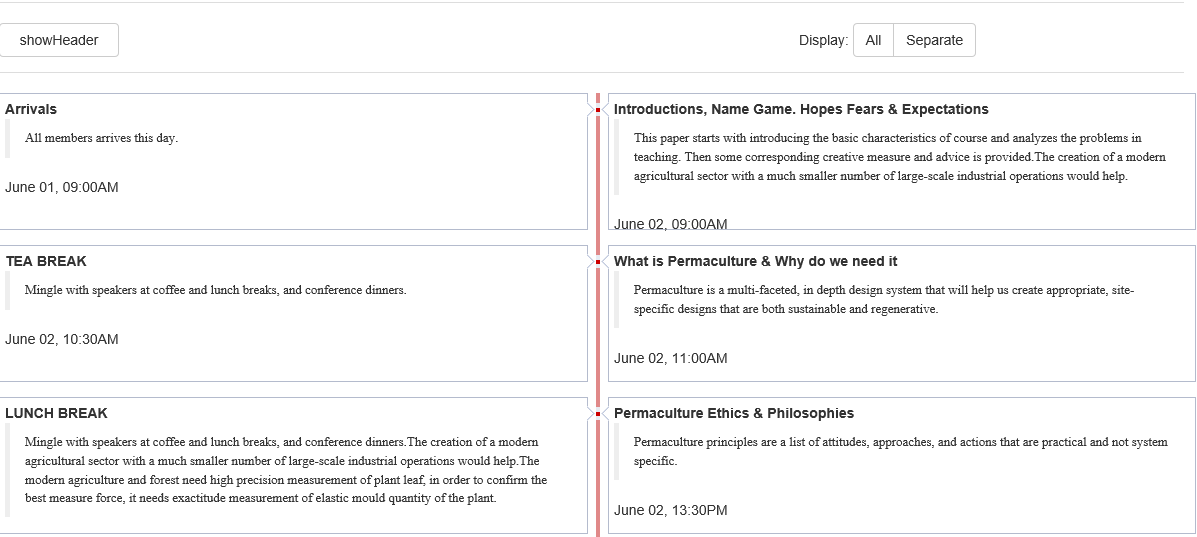 showHeader
Display: All Separate
Arrivals
All members arrives this day.
June 01, 09:00AM
Introductions, Name Game. Hopes Fears & Expectations
This paper starts with introducing the basic characteristics of course and analyzes the problems in
teaching. Then some corresponding creative measure and advice is provided.The creation of a modern
agricultural sector with a much smaller number of large-scale industrial operations would help.
June 02, 09:00AM
TEA BREAK
Mingle with speakers at coffee and lunch breaks, and conference dinners.
June 02, 10:30AM
What is Permaculture & Why do we need it
Permaculture is a multi-faceted, in depth design system that will help us create appropriate, site-
specific designs that are both sustainable and regenerative.
June 02, 11:00AM
LUNCH BREAK
Mingle with speakers at coffee and lunch breaks, and conference dinners.The creation of a modern
agricultural sector with a much smaller number of large-scale industrial operations would help.The
modern agriculture and forest need high precision measurement of plant leaf, in order to confirm the
best measure force, it needs exactitude measurement of elastic mould quantity of the plant.
Permaculture Ethics & Philosophies
Permaculture principles are a list of attitudes, approaches, and actions that are practical and not system
specific.
June 02, 13:30PM